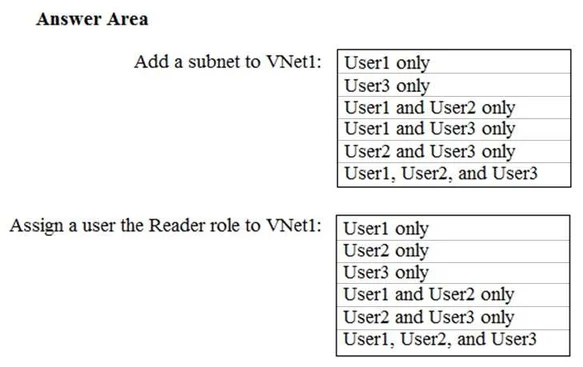 Answer Area
Add a subnet to VNet1:
User1 only
User3 only
User1 and User2 only
User1 and User3 only
User2 and User3 only
User1, User2, and User3
Assign a user the Reader role to VNet1:
User1 only
User2 only
User3 only
User1 and User2 only
User2 and User3 only
User1, User2, and User3